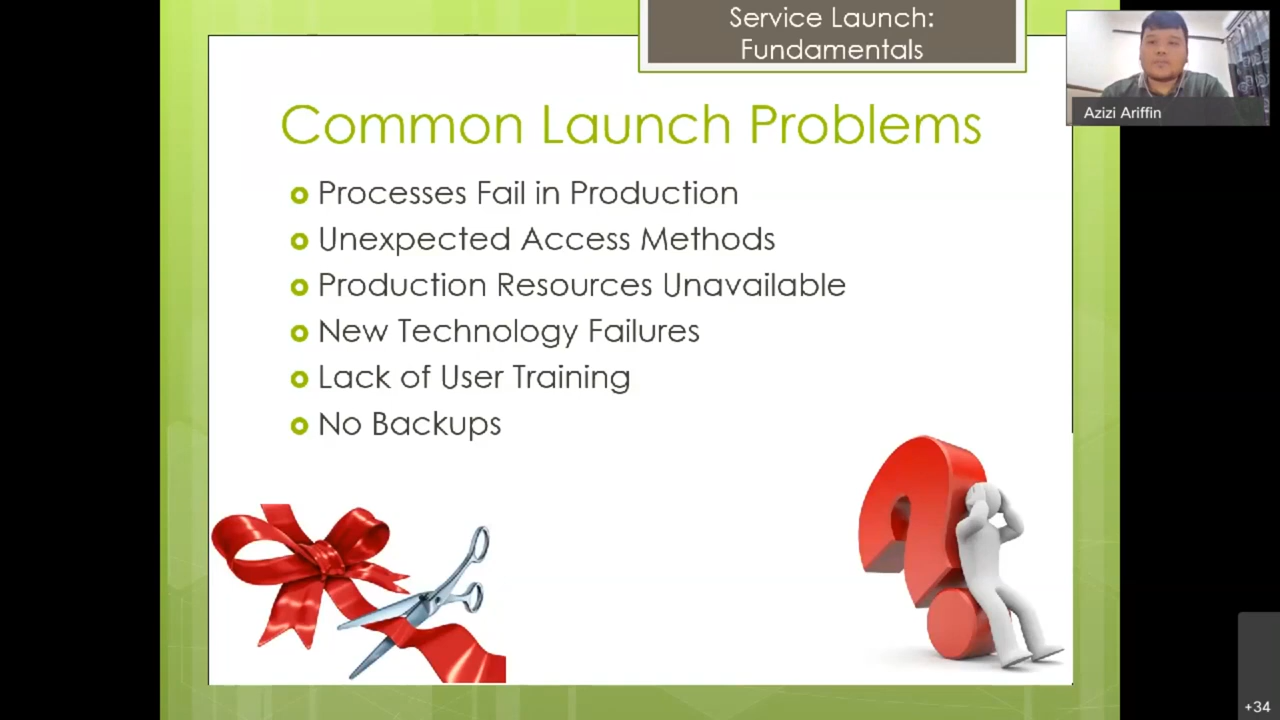 Service Launch:
Fundamentals
Azizi Ariffin
Common Launch Problems
Processes Fail in Production
Unexpected Access Methods
Production Resources Unavailable
New Technology Failures
Lack of User Training
No Backups
+34